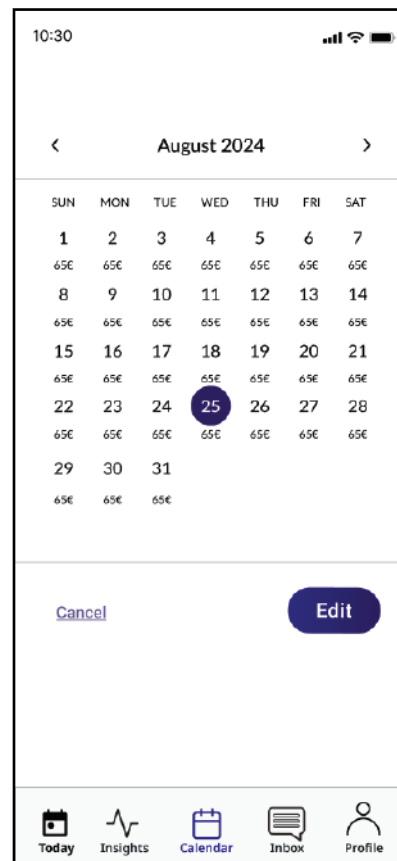 10:30
August 2024
SUN MON TUE WED THU FRI SAT
1 2 3 4 5 6 7
65€ 65€ 65€ 65€ 65€ 65€ 65€
8 9 10 11 12 13 14
65€ 65€ 65€ 65€ 65€ 65€ 65€
15 16 17 18 19 20 21
65€ 65€ 65€ 65€ 65€ 65€ 65€
22 23 24 25 26 27 28
65€ 65€ 65€ 65€ 65€ 65€ 65€
29 30 31
65€ 65€ 65€
Cancel Edit
Today Insights Calendar Inbox Profile